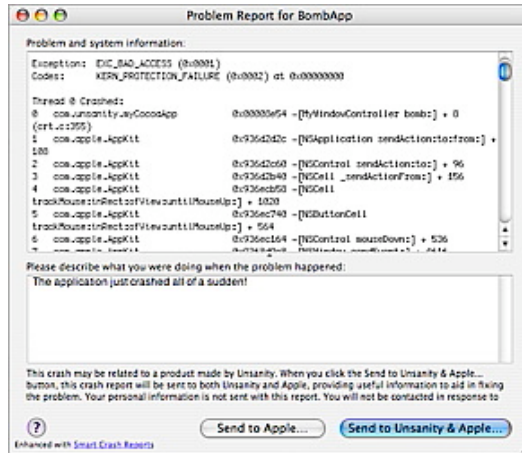 Problem Report for BombApp
Problem and system information:
Exception: EXC_BAD_ACCESS (0x0001)
Codes: KERN_PROTECTION_FAILURE (0x0002) at 0x00000000
Thread 0 Crashed:
0 com.unsanity.myCocoaApp 0x00003e54 -[MyWindowController bomb:] + 0
(crt.c:355)
1 com.apple.AppKit 0x936d2d2c -[NSApplication sendAction:to:from:] +
108
2 com.apple.AppKit 0x936d2c60 -[NSControl sendAction:to:] + 96
3 com.apple.AppKit 0x936d2b40 -[NSCell _sendActionFrom:] + 156
4 com.apple.AppKit 0x936ecb50 -[NSCell
trackMouse:inRect:ofView:untilMouseUp:] + 1020
5 com.apple.AppKit 0x936ec740 -[NSButtonCell
trackMouse:inRect:ofView:untilMouseUp:] + 564
6 com.apple.AppKit 0x936ec164 -[NSControl mouseDown:] + 536
Please describe what you were doing when the problem happened:
The application just crashed all of a sudden!
This crash may be related to a product made by Unsanity. When you click the Send to Unsanity & Apple...
button, this crash report will be sent to both Unsanity and Apple, providing useful information to aid in fixing
the problem. Your personal information is not sent with this report. You will not be contacted in response to
?
Send to Apple...
Send to Unsanity & Apple...
Enhanced with Smart Crash Reports